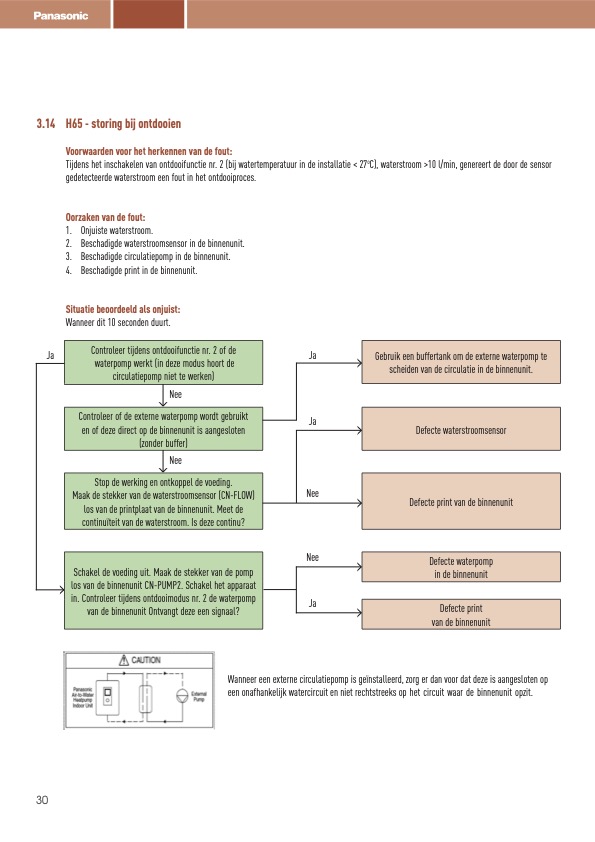 Panasonic
3.14 H65 - storing bij ontdooien
Voorwaarden voor het herkennen van de fout:
Tijdens het inschakelen van ontdooifunctie nr. 2 (bij watertemperatuur in de installatie < 27°C), waterstroom >10 l/min, genereert de door de sensor
gedetecteerde waterstroom een fout in het ontdooiproces.
Oorzaken van de fout:
1. Onjuiste waterstroom.
2. Beschadigde waterstroomsensor in de binnenunit.
3. Beschadigde circulatiepomp in de binnenunit.
4. Beschadigde print in de binnenunit.
Situatie beoordeeld als onjuist:
Wanneer dit 10 seconden duurt.
Ja
Controleer tijdens ontdooifunctie nr. 2 of de
waterpomp werkt (in deze modus hoort de
circulatiepomp niet te werken)
Ja
Gebruik een buffertank om de externe waterpomp te
scheiden van de circulatie in de binnenunit.
Nee
Controleer of de externe waterpomp wordt gebruikt
en of deze direct op de binnenunit is aangesloten
(zonder buffer)
Ja
Defecte waterstroomsensor
Nee
Stop de werking en ontkoppel de voeding.
Maak de stekker van de waterstroomsensor (CN-FLOW)
los van de printplaat van de binnenunit. Meet de
continuïteit van de waterstroom. Is deze continu?
Nee
Defecte print van de binnenunit
Schakel de voeding uit. Maak de stekker van de pomp
los van de binnenunit CN-PUMP2. Schakel het apparaat
in. Controleer tijdens ontdooimodus nr. 2 de waterpomp
van de binnenunit Ontvangt deze een signaal?
Nee
Defecte waterpomp
in de binnenunit
Ja
Defecte print
van de binnenunit
CAUTION
Panasonic
Air-to-Water
Heatpump
Indoor Unit
External
Pump
Wanneer een externe circulatiepomp is geïnstalleerd, zorg er dan voor dat deze is aangesloten op
een onafhankelijk watercircuit en niet rechtstreeks op het circuit waar de binnenunit opzit.
30